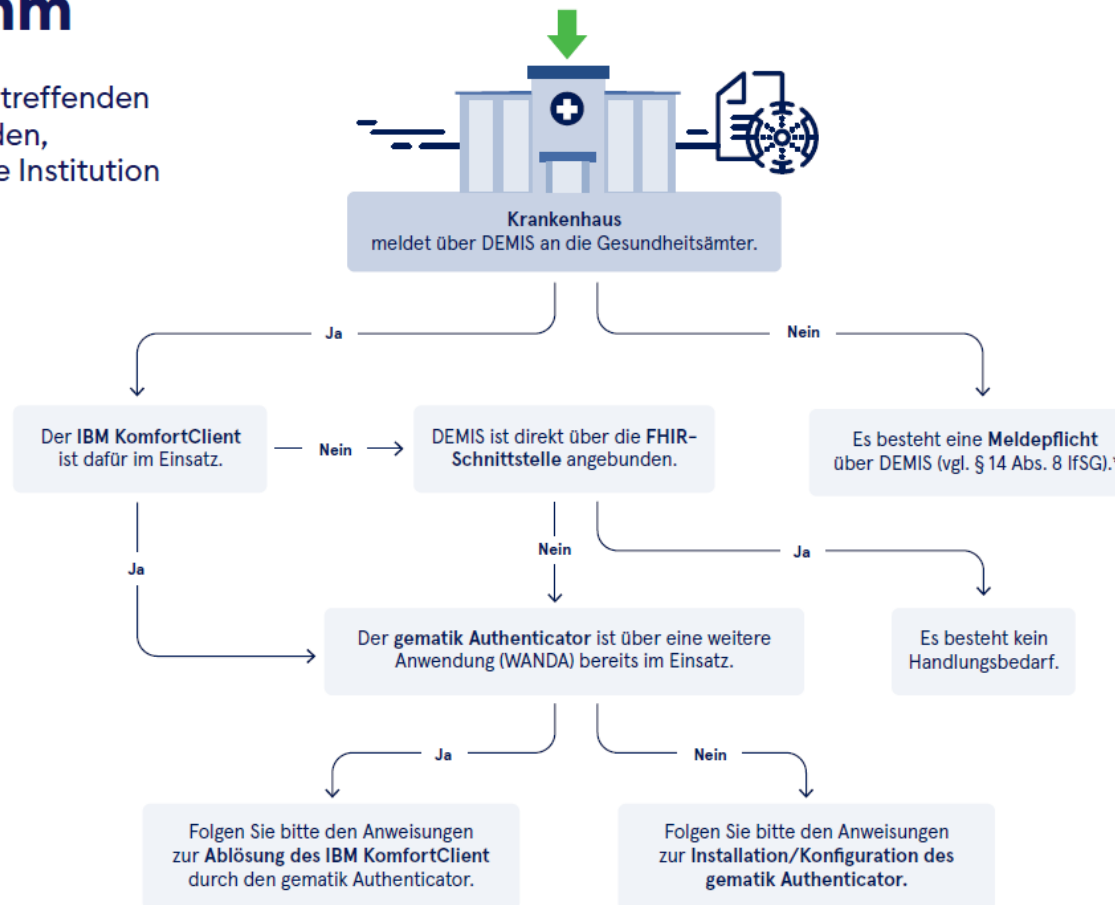 treffenden
Institution
Krankenhaus
meldet über DEMIS an die Gesundheitsämter.
Ja
Nein
Der IBM KomfortClient
ist dafür im Einsatz.
Nein
DEMIS ist direkt über die FHIR-
Schnittstelle angebunden.
Es besteht eine Meldepflicht
über DEMIS (vgl. § 14 Abs. 8 IfSG).*
Ja
Nein
Ja
Der gematik Authenticator ist über eine weitere
Anwendung (WANDA) bereits im Einsatz.
Es besteht kein
Handlungsbedarf.
Ja
Nein
Folgen Sie bitte den Anweisungen
zur Ablösung des IBM KomfortClient
durch den gematik Authenticator.
Folgen Sie bitte den Anweisungen
zur Installation/Konfiguration des
gematik Authenticator.